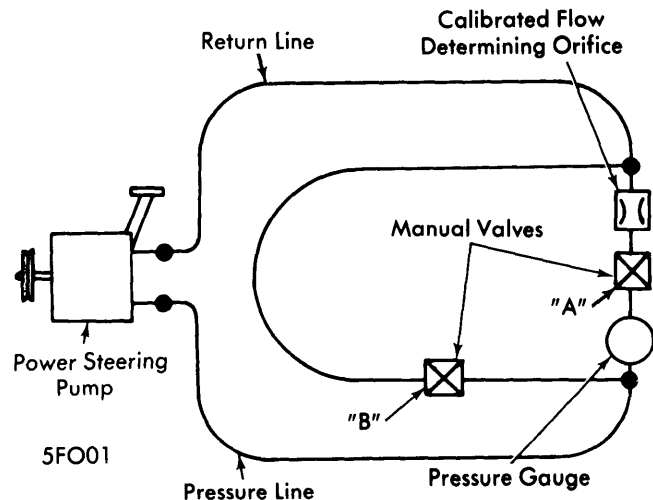 Calibrated Flow
Determining Orifice
Return Line
Manual Valves
"A"
Power Steering
Pump
"B"
5FO01
Pressure Line
Pressure Gauge